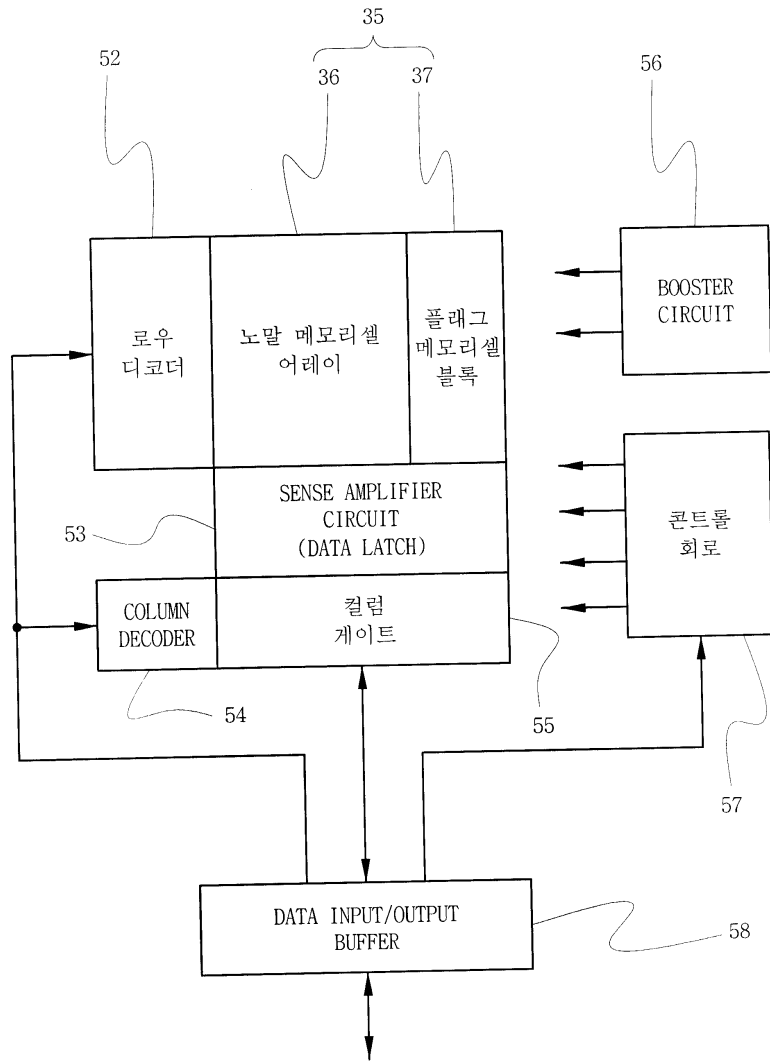 35
52
36
37
56
로우
디코더
노말 메모리셀
어레이
플래그
메모리셀
블록
BOOSTER
CIRCUIT
SENSE AMPLIFIER
CIRCUIT
(DATA LATCH)
53
콘트롤
회로
COLUMN
DECODER
컬럼
게이트
54
55
57
DATA INPUT/OUTPUT
BUFFER
58